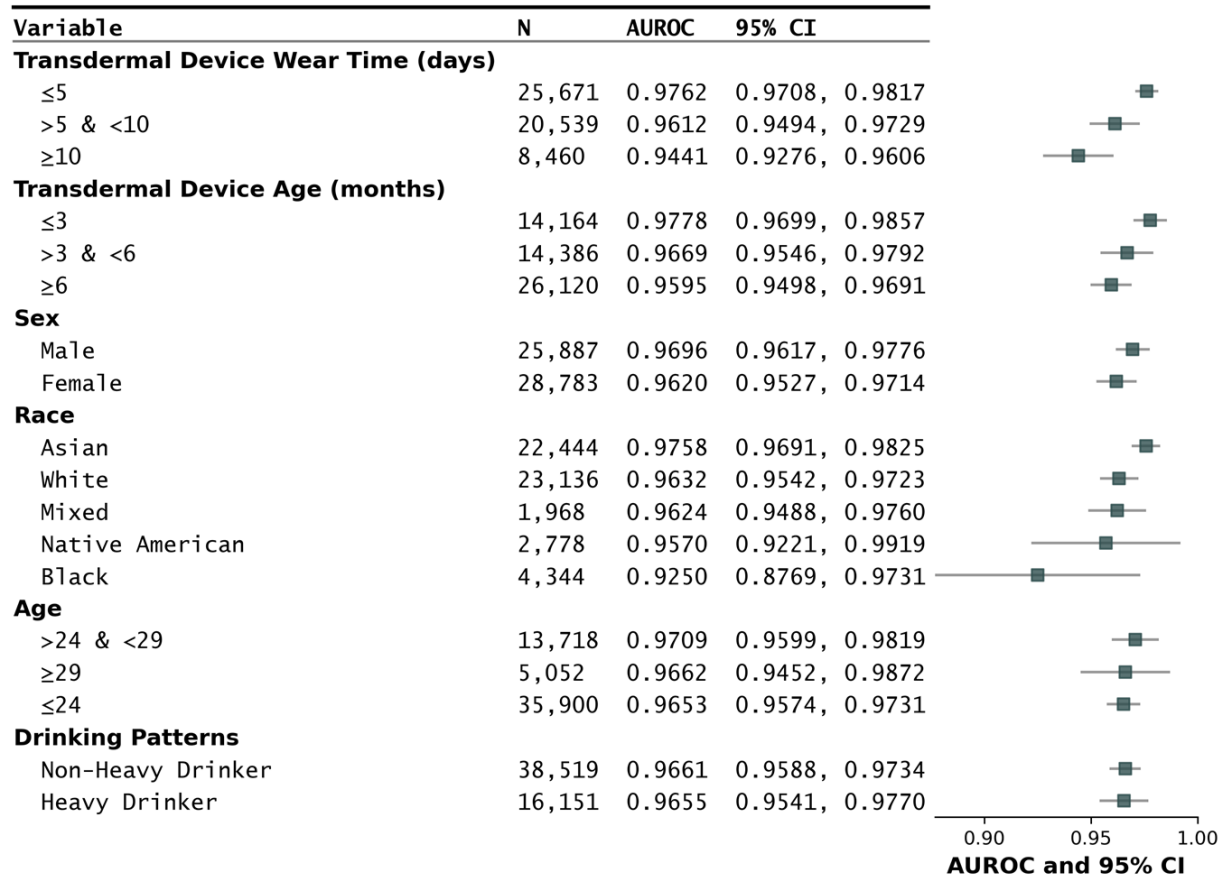 Variable N AUROC 95% CI
Transdermal Device Wear Time (days)
≤5 25,671 0.9762 0.9708, 0.9817
>5 & <10 20,539 0.9612 0.9494, 0.9729
≥10 8,460 0.9441 0.9276, 0.9606
Transdermal Device Age (months)
≤3 14,164 0.9778 0.9699, 0.9857
>3 & <6 14,386 0.9669 0.9546, 0.9792
≥6 26,120 0.9595 0.9498, 0.9691
Sex
Male 25,887 0.9696 0.9617, 0.9776
Female 28,783 0.9620 0.9527, 0.9714
Race
Asian 22,444 0.9758 0.9691, 0.9825
White 23,136 0.9632 0.9542, 0.9723
Mixed 1,968 0.9624 0.9488, 0.9760
Native American 2,778 0.9570 0.9221, 0.9919
Black 4,344 0.9250 0.8769, 0.9731
Age
>24 & <29 13,718 0.9709 0.9599, 0.9819
≥29 5,052 0.9662 0.9452, 0.9872
≤24 35,900 0.9653 0.9574, 0.9731
Drinking Patterns
Non-Heavy Drinker 38,519 0.9661 0.9588, 0.9734
Heavy Drinker 16,151 0.9655 0.9541, 0.9770
0.90 0.95 1.00
AUROC and 95% CI